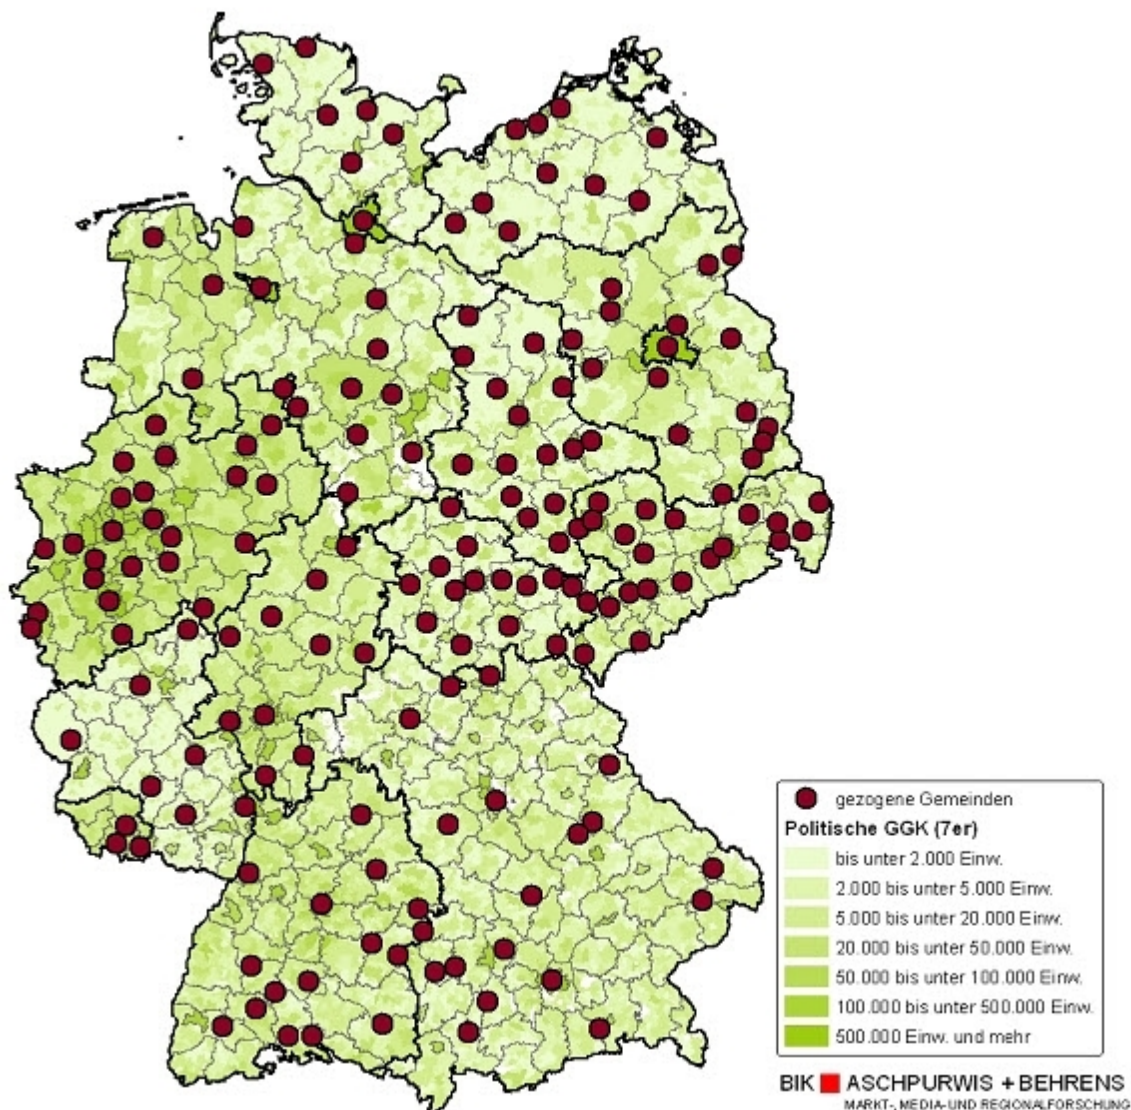 gezogene Gemeinden
Politische GGK (7er)
bis unter 2.000 Einw.
2.000 bis unter 5.000 Einw.
5.000 bis unter 20.000 Einw.
20.000 bis unter 50.000 Einw.
50.000 bis unter 100.000 Einw.
100.000 bis unter 500.000 Einw.
500.000 Einw. und mehr
BIK ASCHPURWIS + BEHRENS
MARKT-, MEDIA- UND REGIONALFORSCHUNG